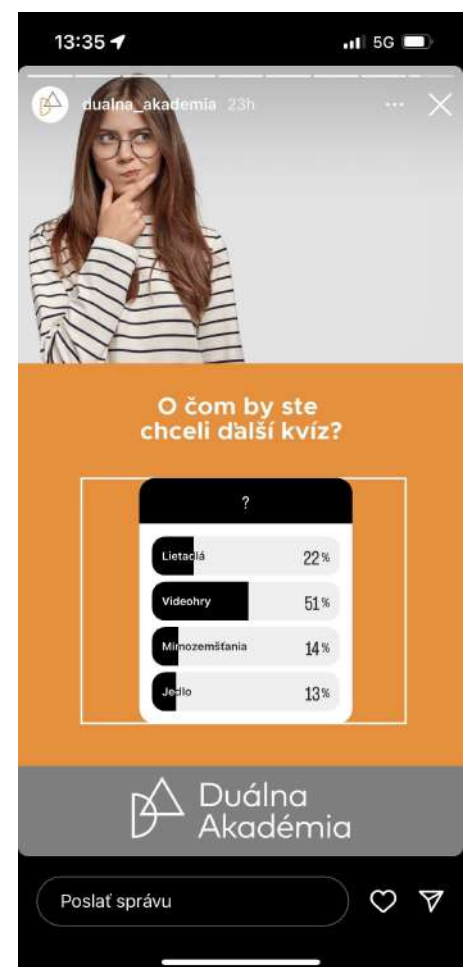 13:35
5G
dualna_akademia 23h
O čom by ste
chceli ďalší kvíz?
?
Lietadlá 22%
Videohry 51%
Mimozemšťania 14%
Jedlo 13%
Duálna
Akadémia
Poslať správu